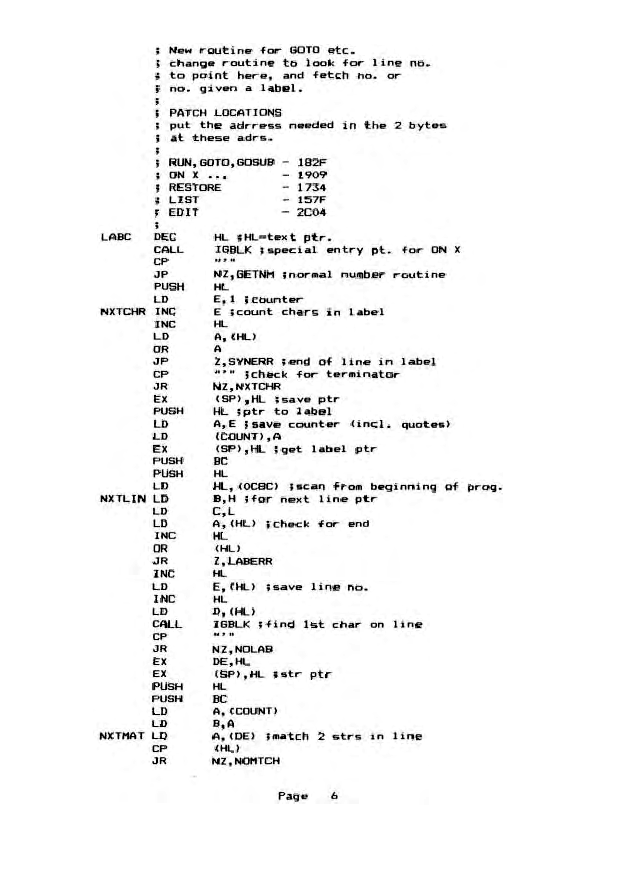 ; New routine for GOTO etc.
; change routine to look for line no.
; to point here, and fetch no. or
; no. given a label.
;
; PATCH LOCATIONS
; put the adrress needed in the 2 bytes
; at these adrs.
;
; RUN,GOTO,GOSUB - 182F
; ON X ... - 1909
; RESTORE - 1734
; LIST - 157F
; EDIT - 2C04
;
LABC DEC HL ;HL=text ptr.
CALL IGBLK ;special entry pt. for ON X
CP "'"
JP NZ,GETNM ;normal number routine
PUSH HL
LD E,1 ;counter
NXTCHR INC E ;count chars in label
INC HL
LD A,(HL)
OR A
JP Z,SYNERR ;end of line in label
CP "'" ;check for terminator
JR NZ,NXTCHR
EX (SP),HL ;save ptr
PUSH HL ;ptr to label
LD A,E ;save counter (incl. quotes)
LD (COUNT),A
EX (SP),HL ;get label ptr
PUSH BC
PUSH HL
LD HL,(0C8C) ;scan from beginning of prog.
NXTLIN LD B,H ;for next line ptr
LD C,L
LD A,(HL) ;check for end
INC HL
OR (HL)
JR Z,LABERR
INC HL
LD E,(HL) ;save line no.
INC HL
LD D,(HL)
CALL IGBLK ;find 1st char on line
CP "'"
JR NZ,NOLAB
EX DE,HL
EX (SP),HL ;str ptr
PUSH HL
PUSH BC
LD A,(COUNT)
LD B,A
NXTMAT LD A,(DE) ;match 2 strs in line
CP (HL)
JR NZ,NOMTCH
Page 6